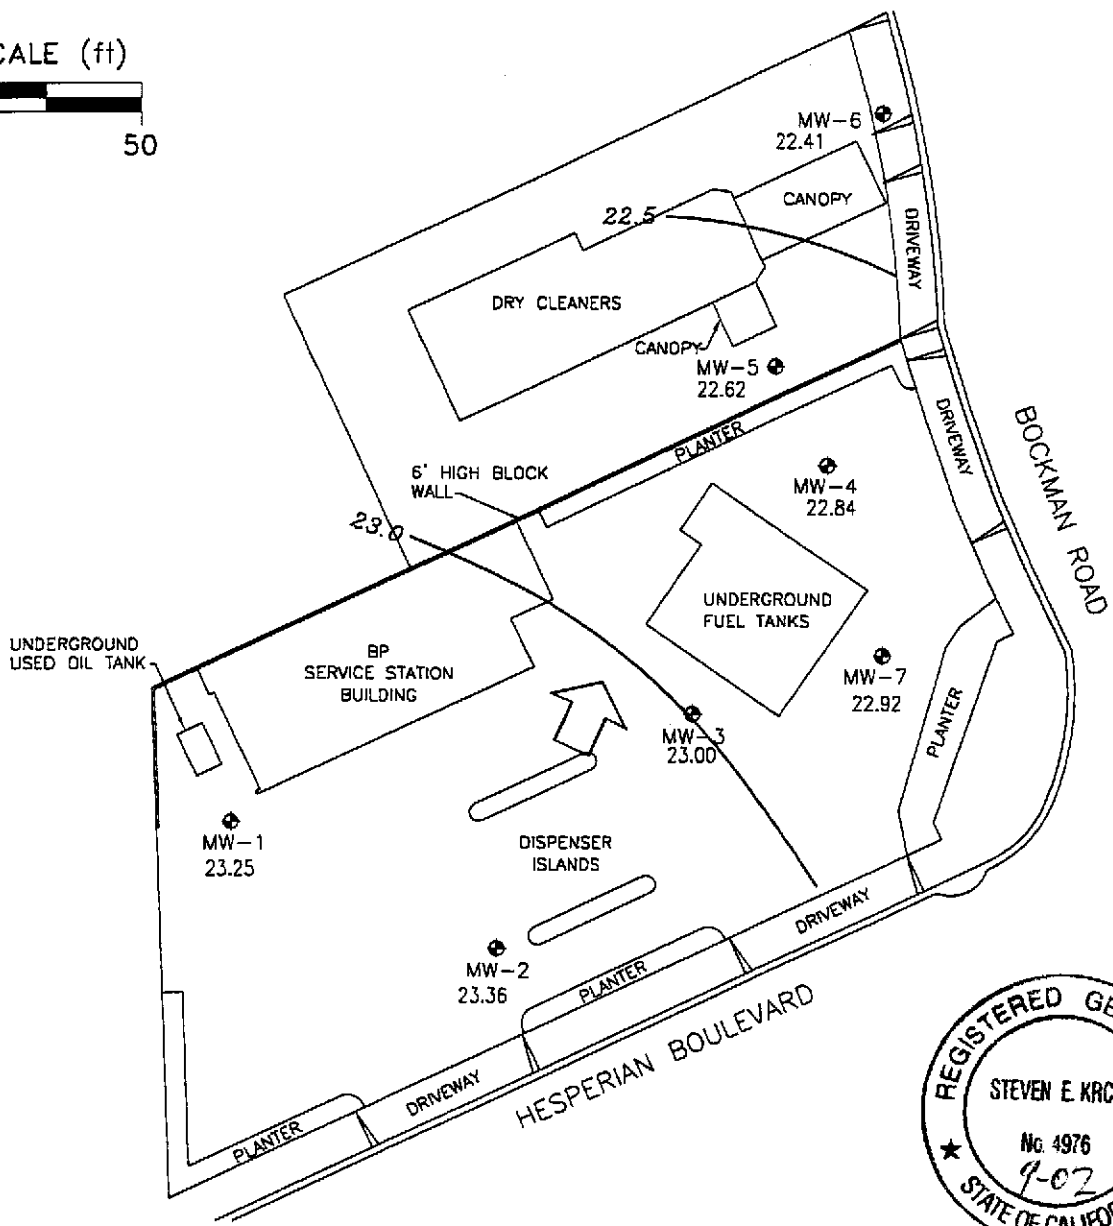 CALE (ft)
50
MW-6
22.41
CANOPY
22.5
DRIVEWAY
DRY CLEANERS
CANOPY
MW-5
22.62
DRIVEWAY
BOCKMAN ROAD
PLANTER
6' HIGH BLOCK
WALL
MW-4
22.84
23.0
UNDERGROUND
FUEL TANKS
UNDERGROUND
USED OIL TANK
BP
SERVICE STATION
BUILDING
MW-7
22.92
PLANTER
MW-3
23.00
MW-1
23.25
DISPENSER
ISLANDS
DRIVEWAY
MW-2
23.36
PLANTER
HESPERIAN BOULEVARD
DRIVEWAY
PLANTER
REGISTERED GE
STEVEN E. KRC
No. 4976
9-02
STATE OF CALIFOR